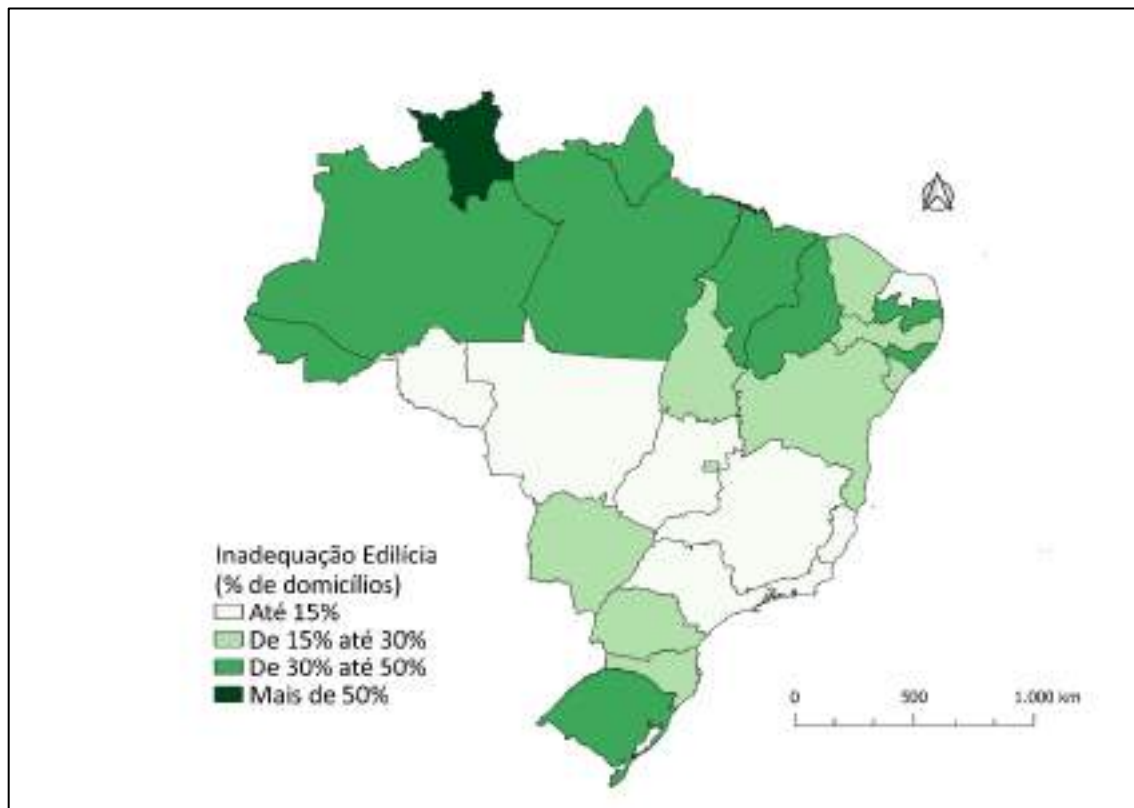 Inadequação Edilícia
(% de domicílios)
Até 15%
De 15% até 30%
De 30% até 50%
Mais de 50%
0 500 1.000 km